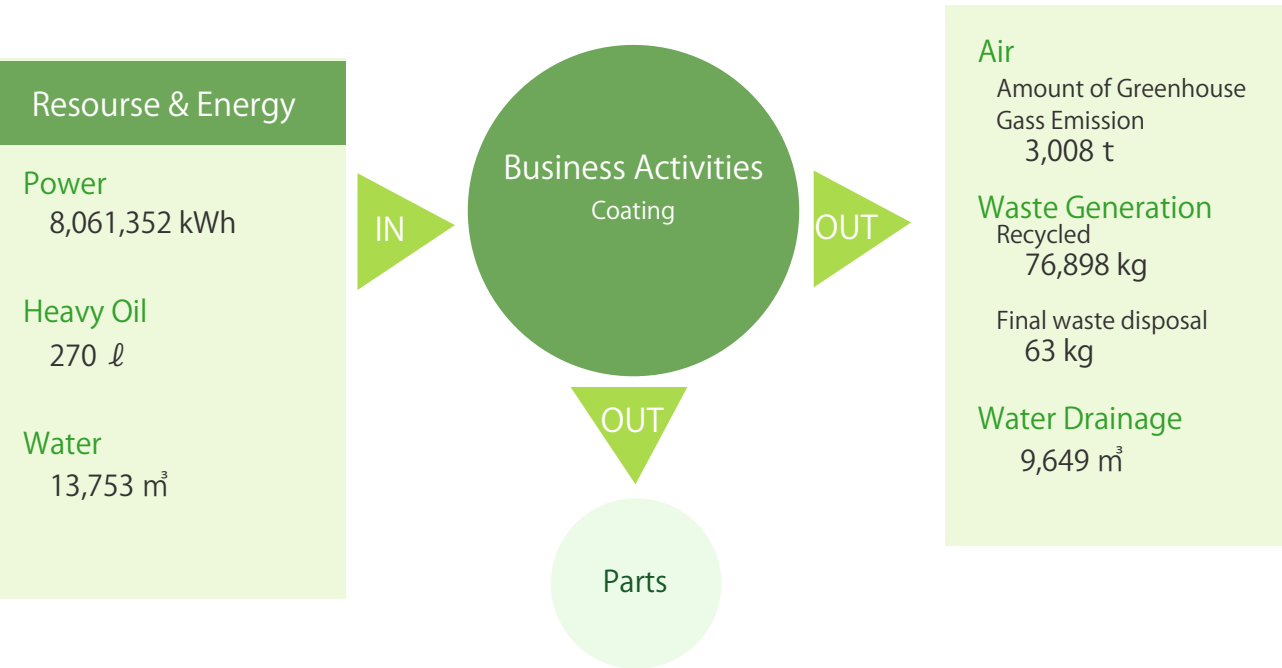 Resourse & Energy
Power
8,061,352 kWh
Heavy Oil
270 ℓ
Water
13,753 ㎥
IN
Business Activities
Coating
OUT
OUT
Parts
Air
Amount of Greenhouse
Gass Emission
3,008 t
Waste Generation
Recycled
76,898 kg
Final waste disposal
63 kg
Water Drainage
9,649 ㎥